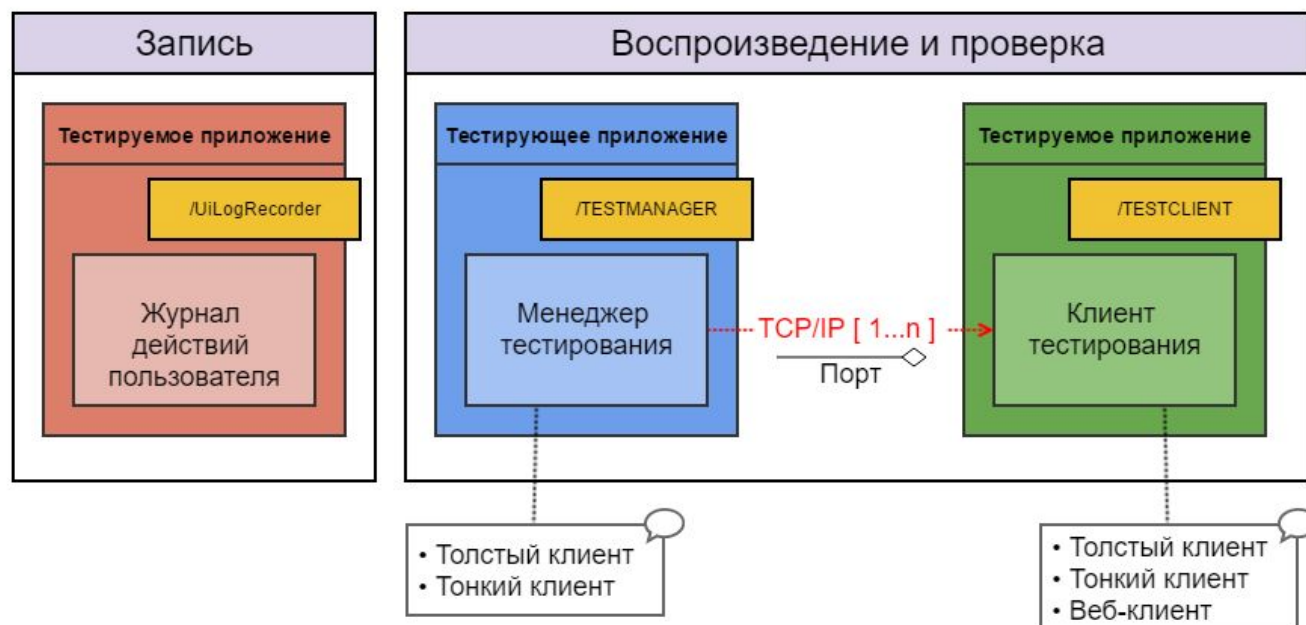 Запись
Тестируемое приложение
/UiLogRecorder
Журнал
действий
пользователя
Воспроизведение и проверка
Тестирующее приложение
/TESTMANAGER
Менеджер
тестирования
TCP/IP [ 1...n ]
Порт
Тестируемое приложение
/TESTCLIENT
Клиент
тестирования
• Толстый клиент
• Тонкий клиент
• Толстый клиент
• Тонкий клиент
• Веб-клиент